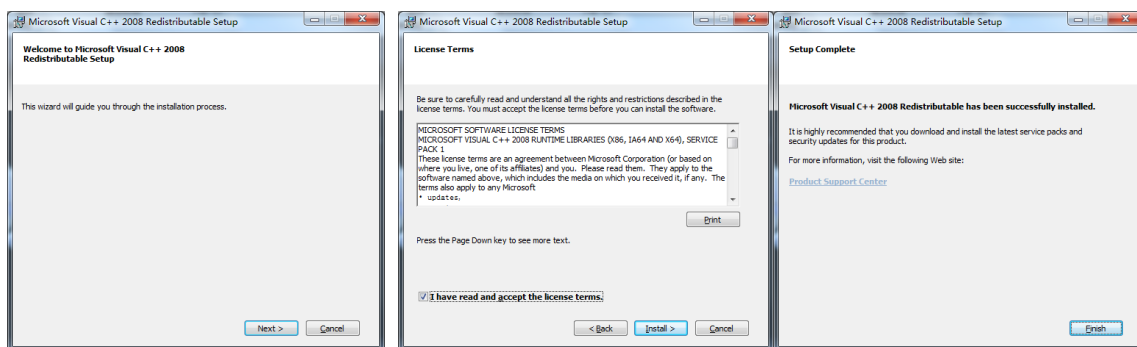 Microsoft Visual C++ 2008 Redistributable Setup
Welcome to Microsoft Visual C++ 2008
Redistributable Setup
This wizard will guide you through the installation process.
Next >
Cancel
Microsoft Visual C++ 2008 Redistributable Setup
License Terms
Be sure to carefully read and understand all the rights and restrictions described in the
license terms. You must accept the license terms before you can install the software.
MICROSOFT SOFTWARE LICENSE TERMS
MICROSOFT VISUAL C++ 2008 RUNTIME LIBRARIES (X86, IA64 AND X64), SERVICE
PACK 1
These license terms are an agreement between Microsoft Corporation (or based on
where you live, one of its affiliates) and you. Please read them. They apply to the
software named above, which includes the media on which you received it, if any. The
terms also apply to any Microsoft
* updates,
Print
Press the Page Down key to see more text.
I have read and accept the license terms.
< Back
Install >
Cancel
Microsoft Visual C++ 2008 Redistributable Setup
Setup Complete
Microsoft Visual C++ 2008 Redistributable has been successfully installed.
It is highly recommended that you download and install the latest service packs and
security updates for this product.
For more information, visit the following Web site:
Product Support Center
Finish